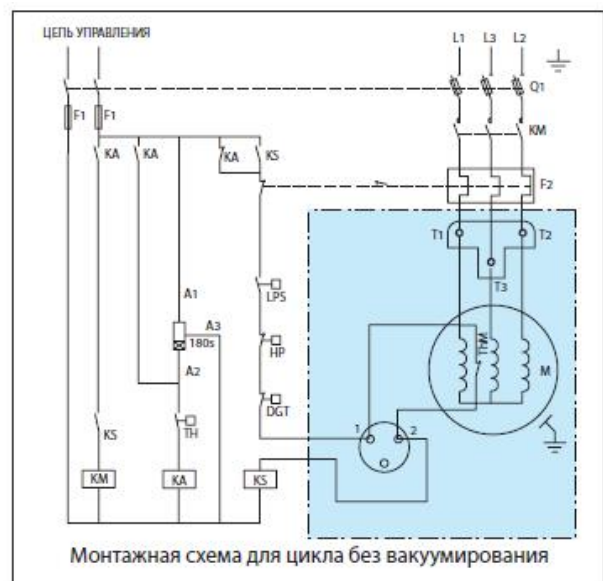 ЦЕПЬ УПРАВЛЕНИЯ
L1 L3 L2
Q1
F1 F1
KM
KA KA KA KS
F2
T1 T2
T3
A1
LPS
A3
180s
HP
ThM
M
A2
DGT
1 2
KS TH
KM KA KS
Монтажная схема для цикла без вакуумирования